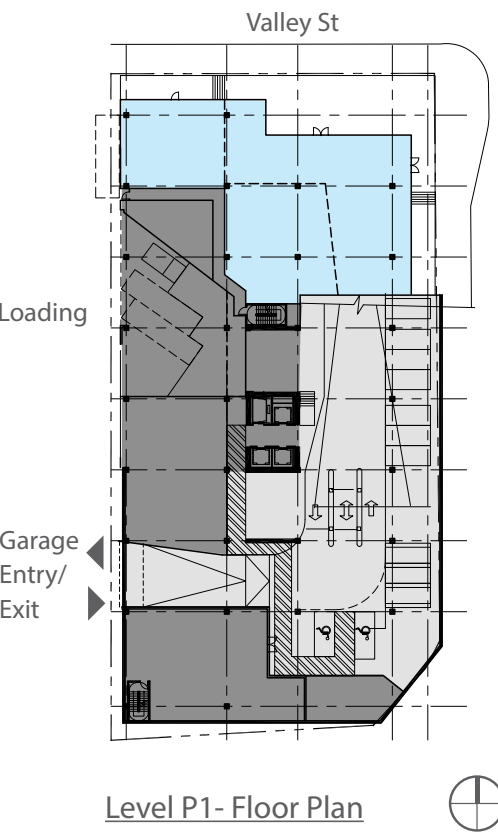 Valley St
Loading
Garage
Entry/
Exit
Level P1- Floor Plan